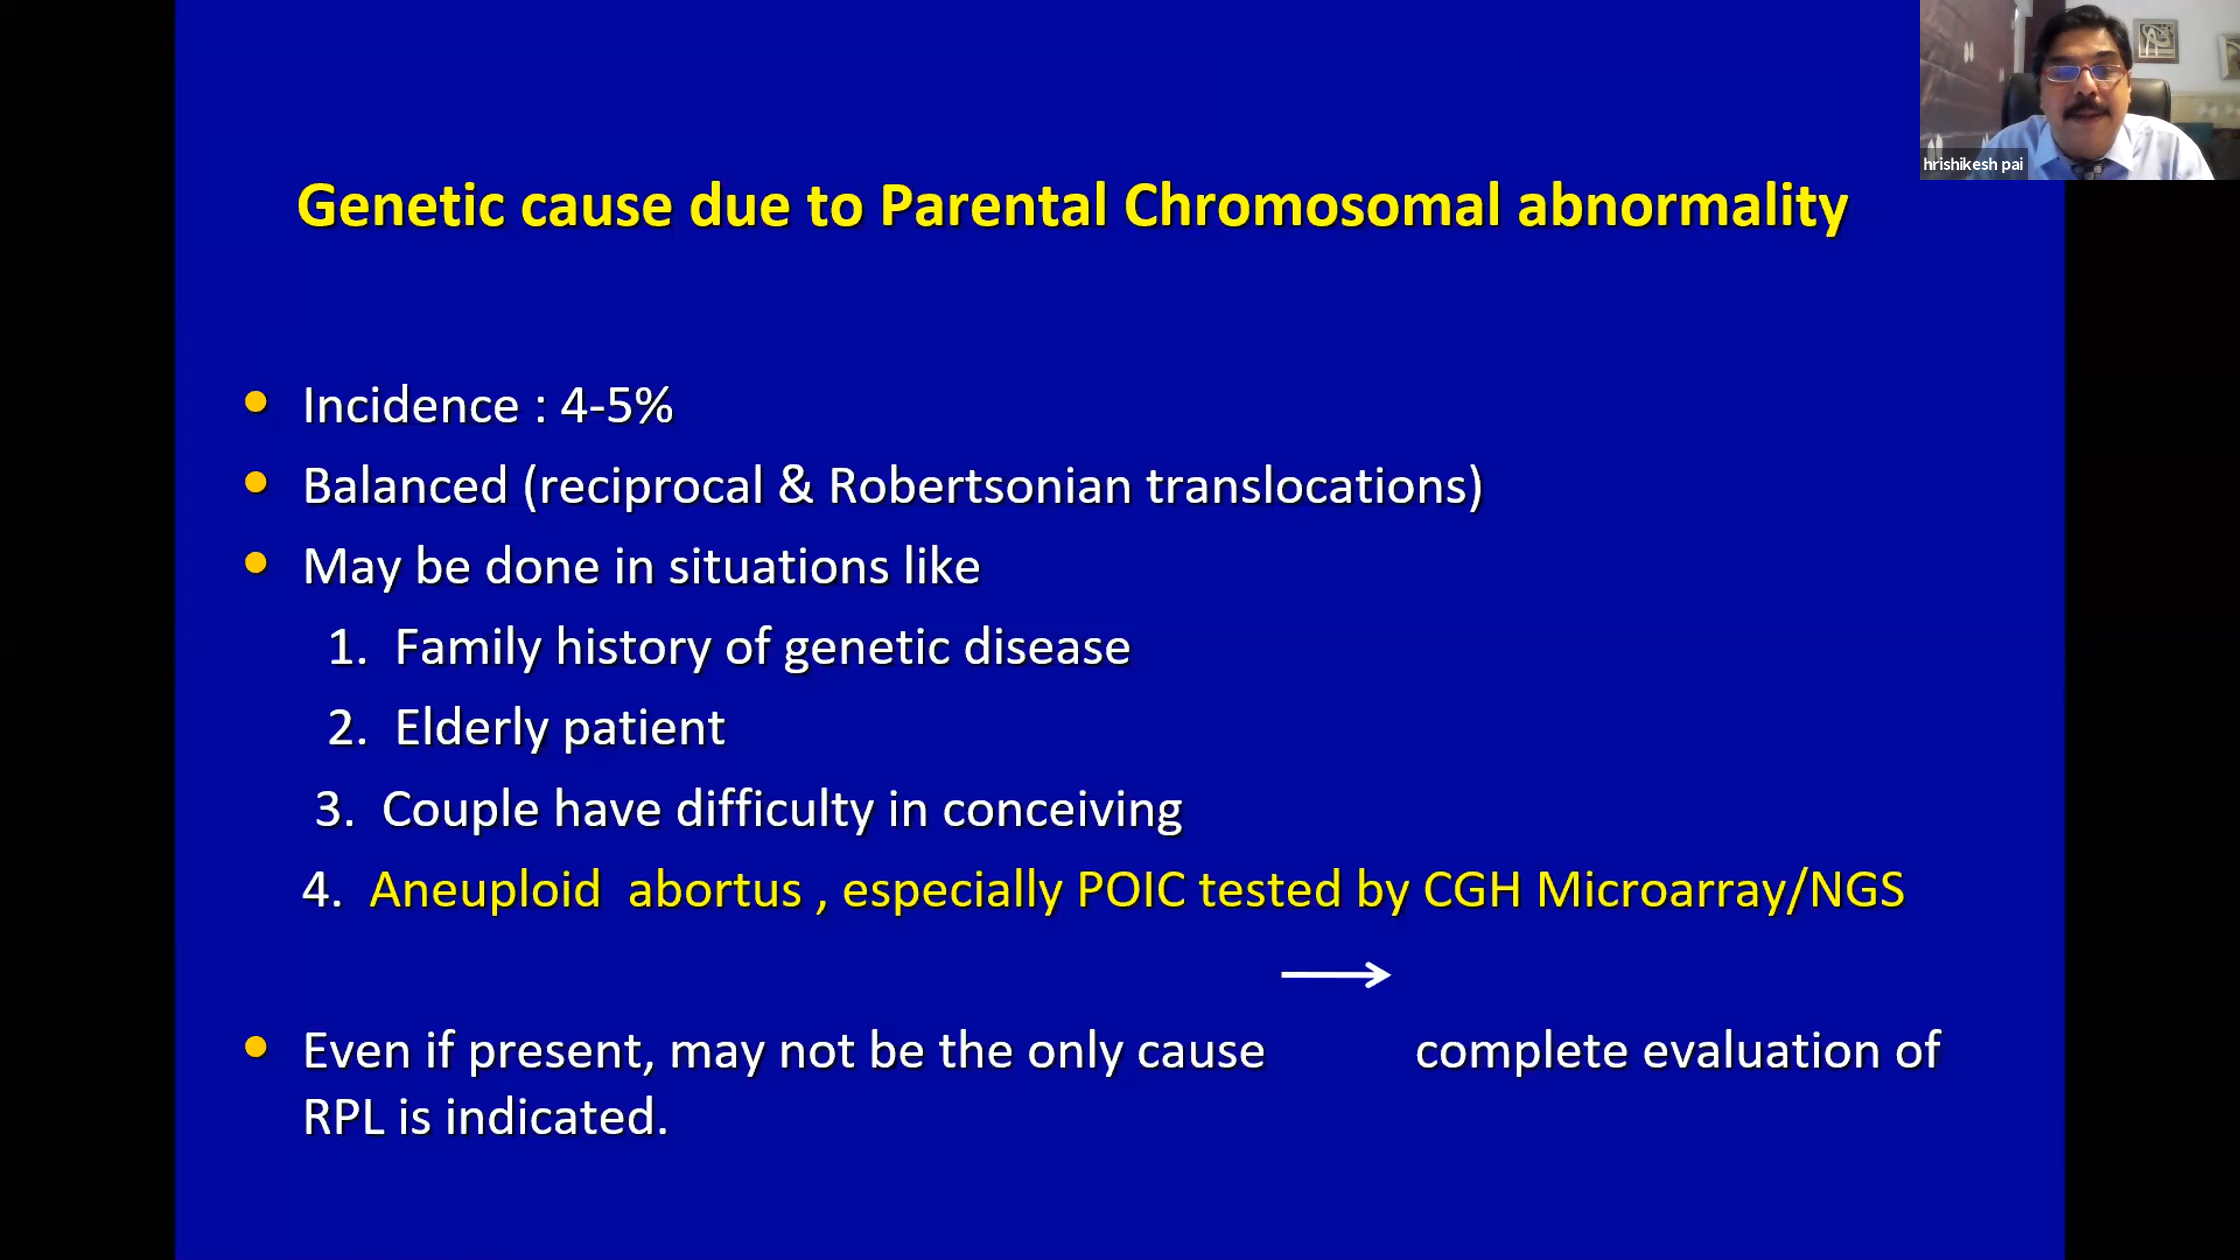 hrishikesh pai
Genetic cause due to Parental Chromosomal abnormality
• Incidence : 4-5%
• Balanced (reciprocal & Robertsonian translocations)
• May be done in situations like
1. Family history of genetic disease
2. Elderly patient
3. Couple have difficulty in conceiving
4. Aneuploid abortus , especially POIC tested by CGH Microarray/NGS
• Even if present, may not be the only cause → complete evaluation of
RPL is indicated.